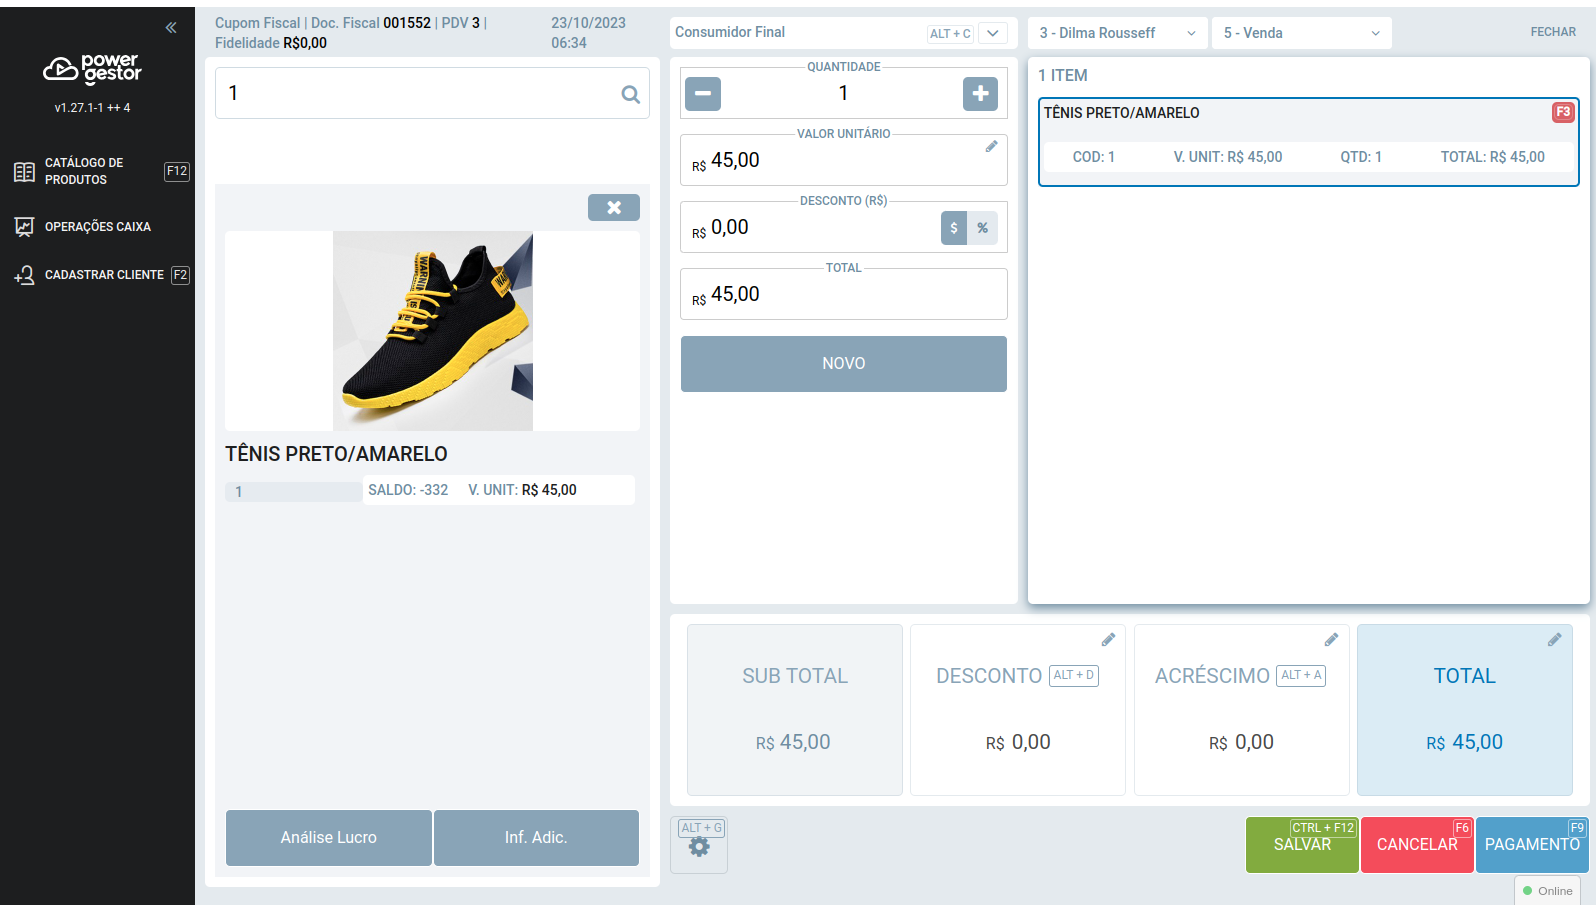 power
gestor
v1.27.1-1 ++ 4
CATÁLOGO DE
PRODUTOS
F12
OPERAÇÕES CAIXA
CADASTRAR CLIENTE F2
Cupom Fiscal | Doc. Fiscal 001552 | PDV 3 |
Fidelidade R$0,00
23/10/2023
06:34
1
TÊNIS PRETO/AMARELO
1
SALDO: -332 V. UNIT: R$ 45,00
Análise Lucro
Inf. Adic.
Consumidor Final
ALT + C
QUANTIDADE
1
VALOR UNITÁRIO
R$ 45,00
DESCONTO (R$)
R$ 0,00
$ %
TOTAL
R$ 45,00
NOVO
3 - Dilma Rousseff
5 - Venda
FECHAR
1 ITEM
TÊNIS PRETO/AMARELO
F3
COD: 1 V. UNIT: R$ 45,00 QTD: 1 TOTAL: R$ 45,00
SUB TOTAL
R$ 45,00
DESCONTO ALT + D
R$ 0,00
ACRÉSCIMO ALT + A
R$ 0,00
TOTAL
R$ 45,00
ALT + G
CTRL + F12
SALVAR
F6
CANCELAR
F9
PAGAMENTO
Online